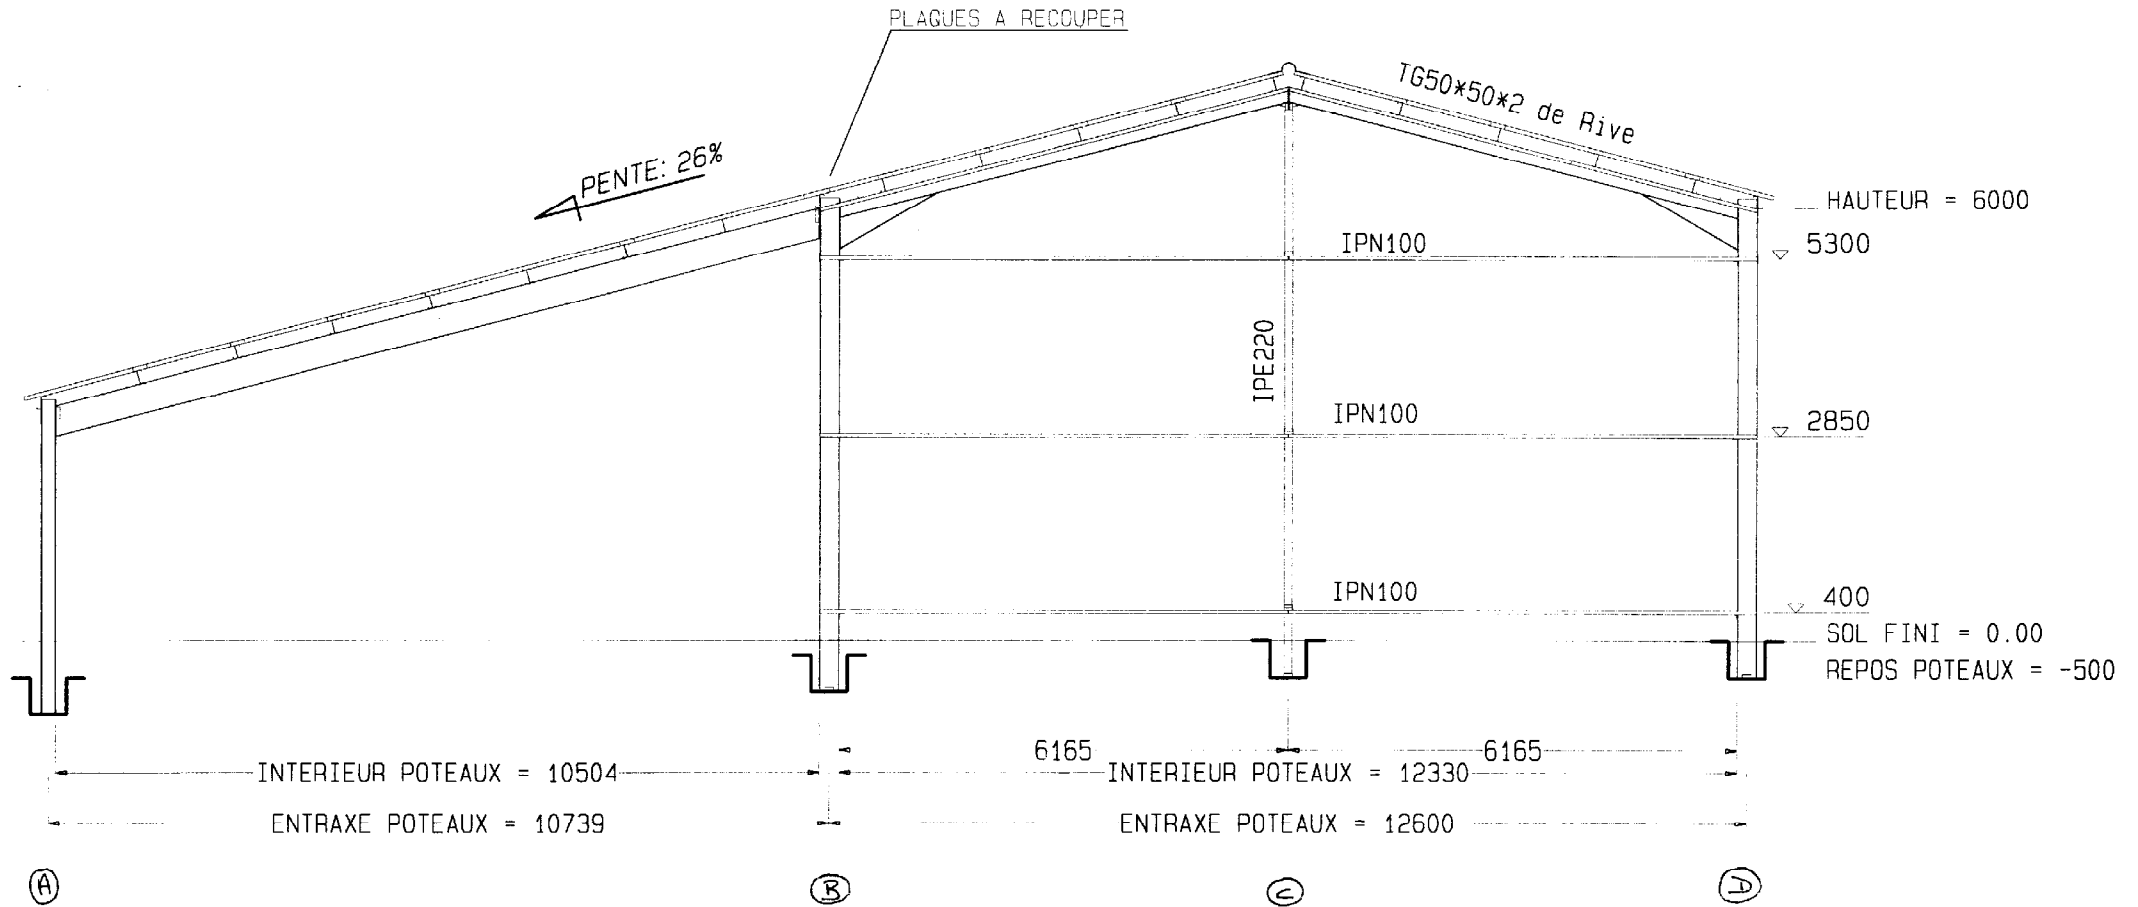 PLAQUES A RECOUPER
TG50*50*2 de Rive
PENTE: 26%
HAUTEUR = 6000
IPN100
5300
IPE220
IPN100
2850
IPN100
400
SOL FINI = 0.00
REPOS POTEAUX = -500
6165
6165
INTERIEUR POTEAUX = 10504
INTERIEUR POTEAUX = 12330
ENTRAXE POTEAUX = 10739
ENTRAXE POTEAUX = 12600
A
B
C
D